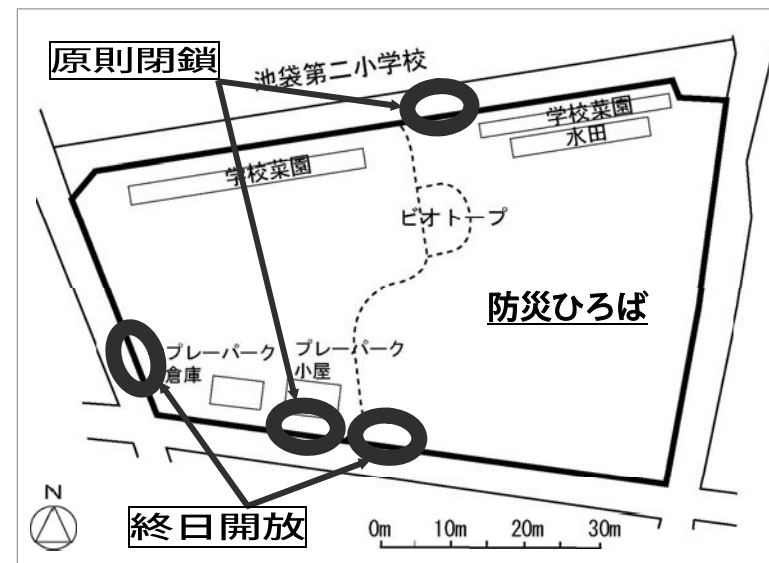 原則閉鎖
池袋第二小学校
学校菜園
水田
学校菜園
ビオトープ
防災ひろば
プレーパーク
倉庫
プレーパーク
小屋
N
終日開放
0m 10m 20m 30m